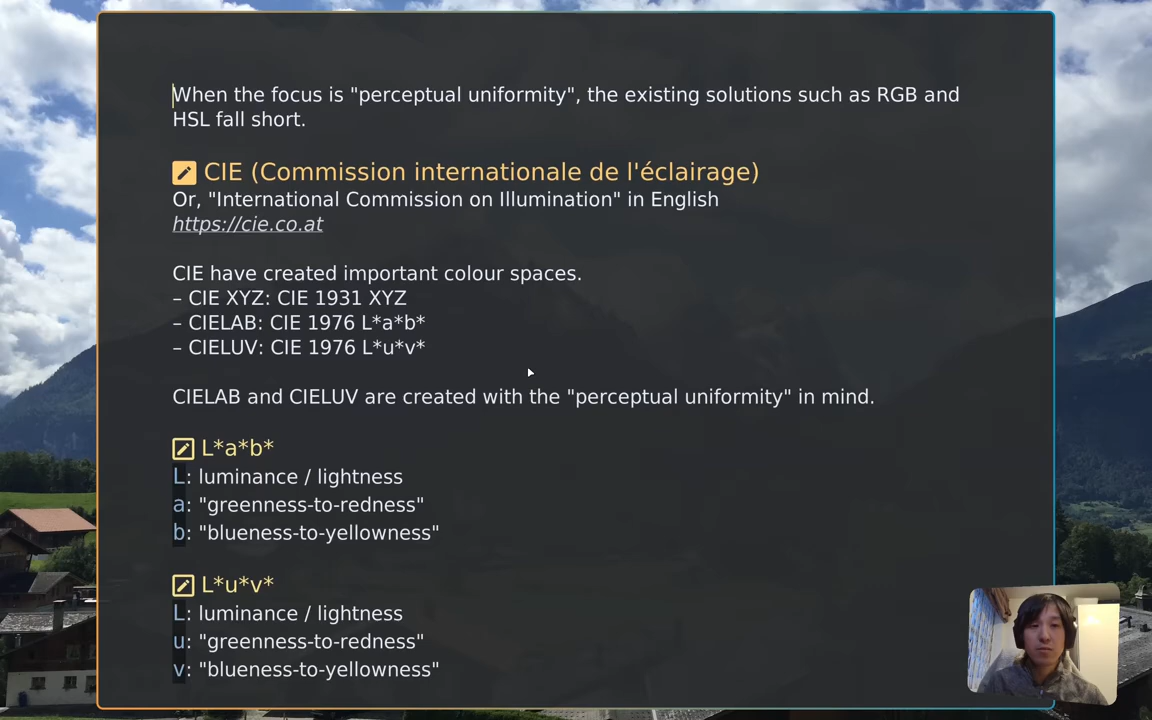 When the focus is "perceptual uniformity", the existing solutions such as RGB and
HSL fall short.
CIE (Commission internationale de l'éclairage)
Or, "International Commission on Illumination" in English
https://cie.co.at
CIE have created important colour spaces.
– CIE XYZ: CIE 1931 XYZ
– CIELAB: CIE 1976 L*a*b*
– CIELUV: CIE 1976 L*u*v*
CIELAB and CIELUV are created with the "perceptual uniformity" in mind.
L*a*b*
L: luminance / lightness
a: "greenness-to-redness"
b: "blueness-to-yellowness"
L*u*v*
L: luminance / lightness
u: "greenness-to-redness"
v: "blueness-to-yellowness"